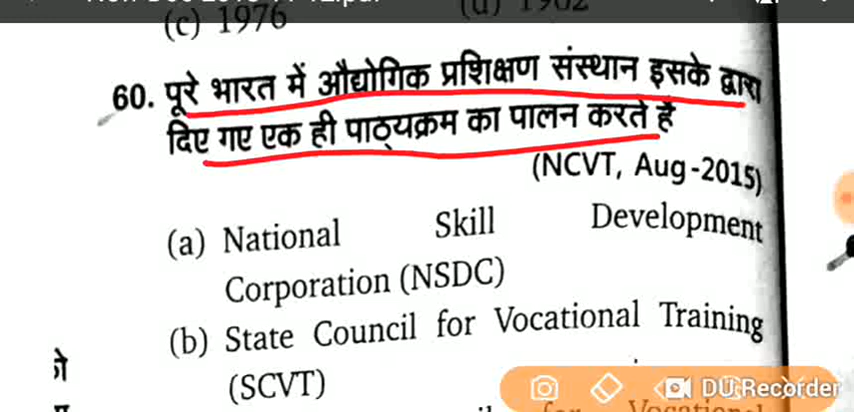 (c) 1976
60. पूरे भारत में औद्योगिक प्रशिक्षण संस्थान इसके द्वारा
दिए गए एक ही पाठ्यक्रम का पालन करते है
(NCVT, Aug-2015)
(a) National Skill Development
Corporation (NSDC)
(b) State Council for Vocational Training
(SCVT)
DU Recorder